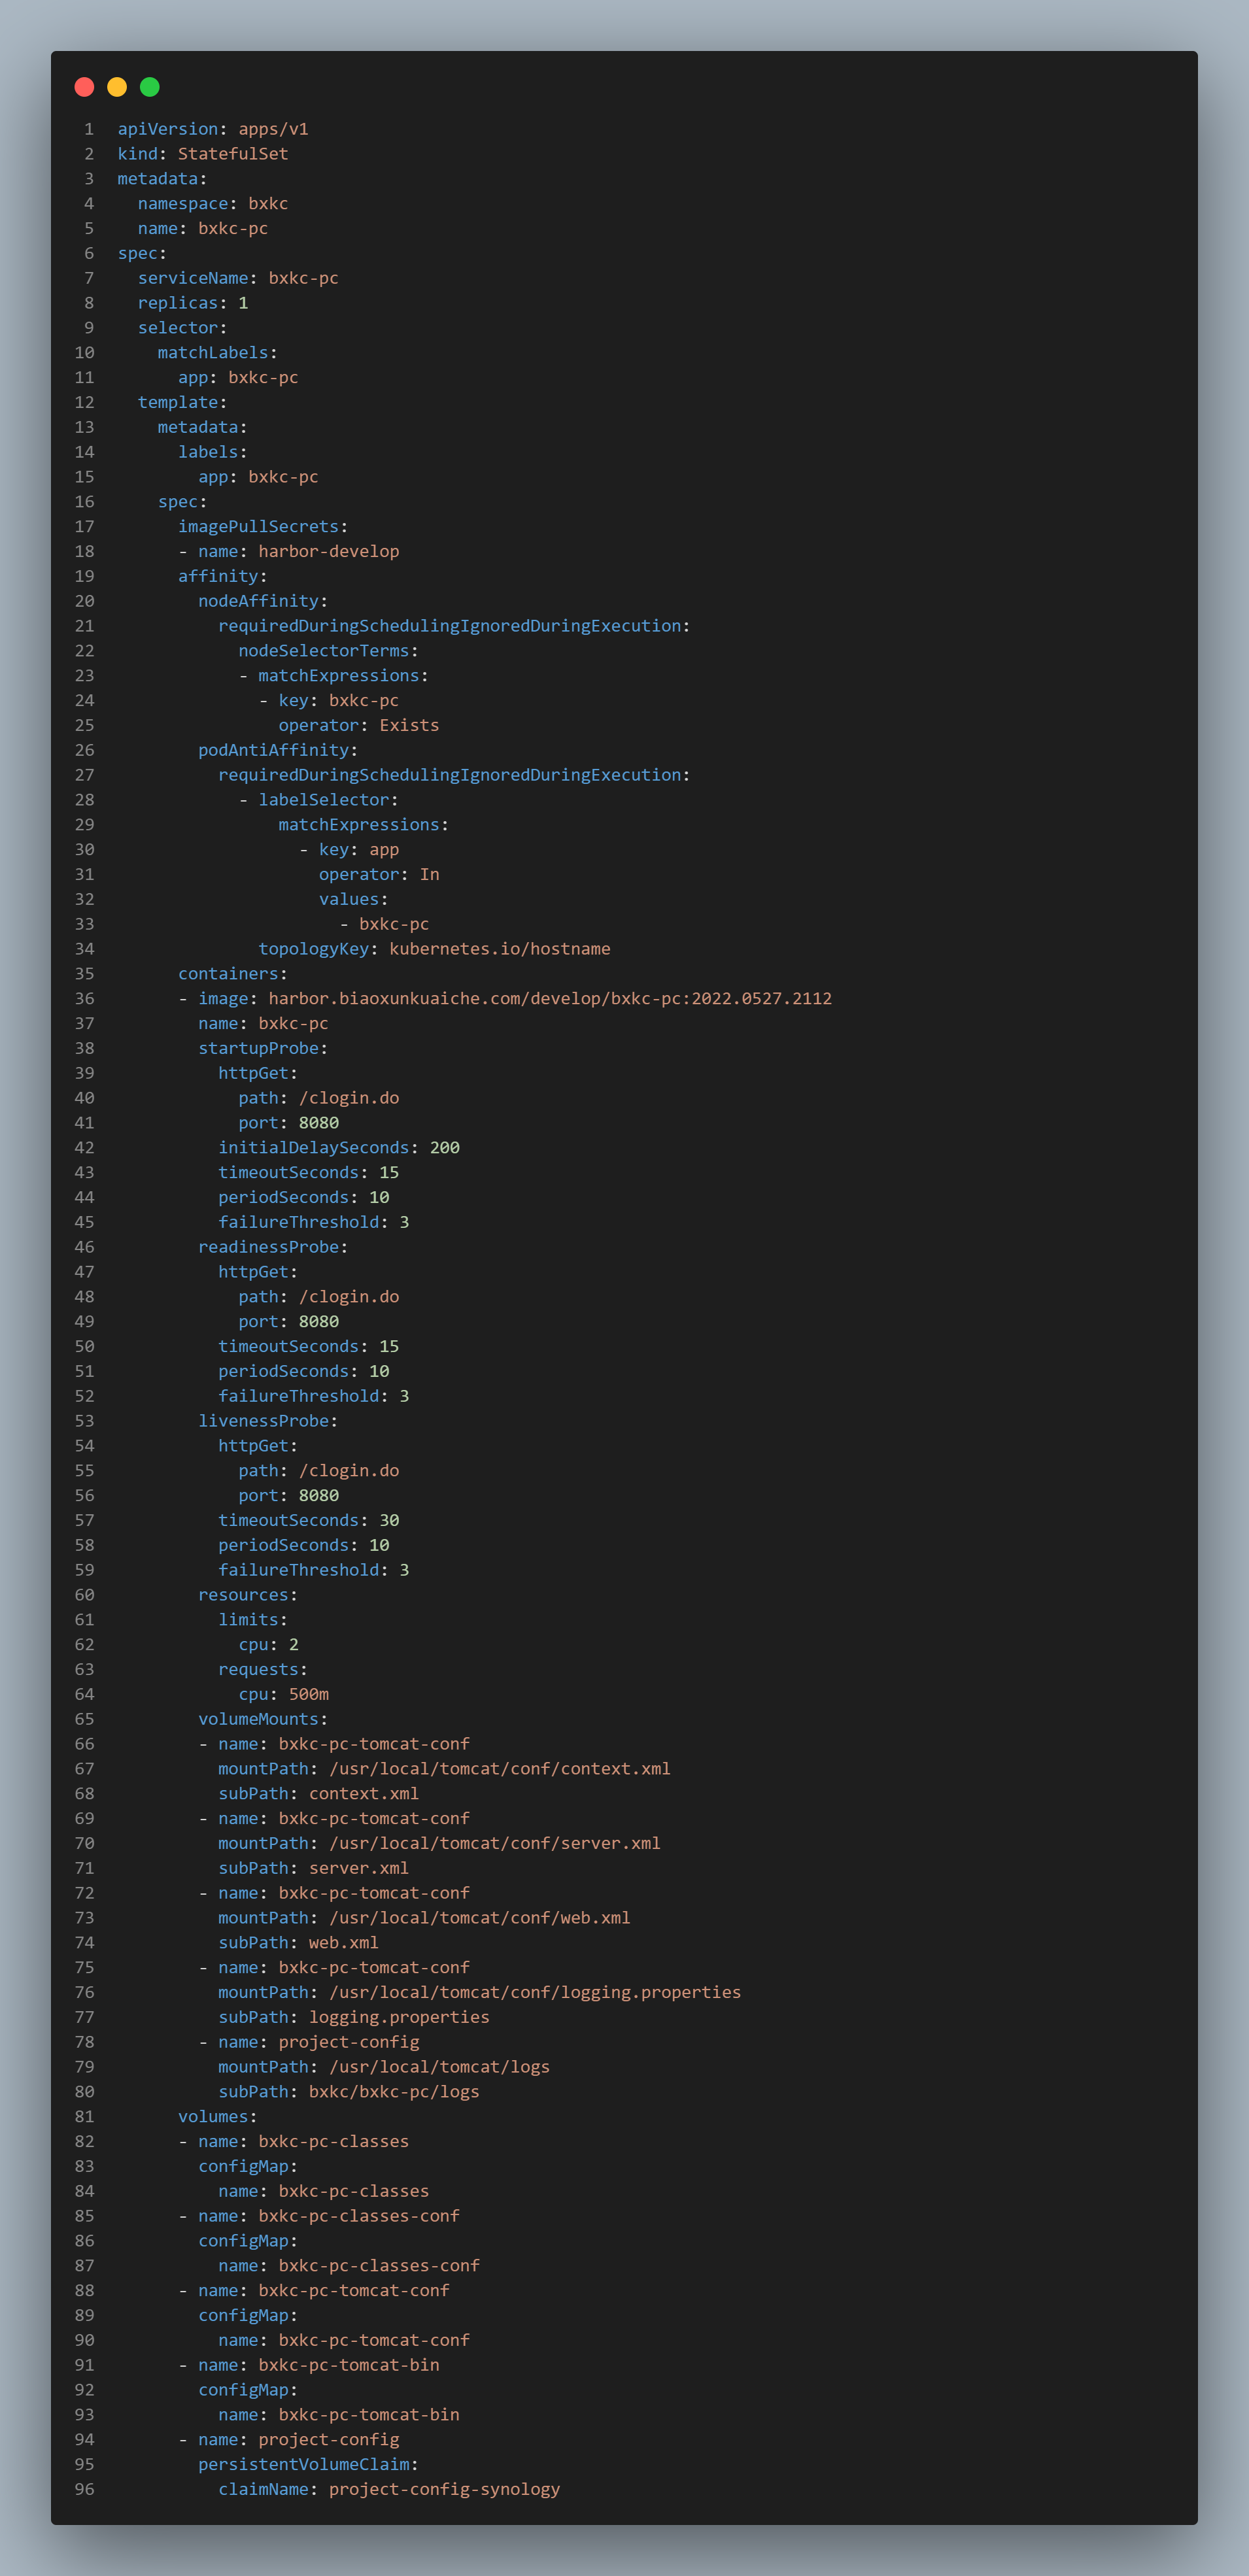 1 apiVersion: apps/v1
2 kind: StatefulSet
3 metadata:
4   namespace: bxkc
5   name: bxkc-pc
6 spec:
7   serviceName: bxkc-pc
8   replicas: 1
9   selector:
10     matchLabels:
11       app: bxkc-pc
12   template:
13     metadata:
14       labels:
15         app: bxkc-pc
16     spec:
17       imagePullSecrets:
18       - name: harbor-develop
19       affinity:
20         nodeAffinity:
21           requiredDuringSchedulingIgnoredDuringExecution:
22             nodeSelectorTerms:
23             - matchExpressions:
24               - key: bxkc-pc
25                 operator: Exists
26         podAntiAffinity:
27           requiredDuringSchedulingIgnoredDuringExecution:
28             - labelSelector:
29                 matchExpressions:
30                   - key: app
31                     operator: In
32                     values:
33                       - bxkc-pc
34               topologyKey: kubernetes.io/hostname
35       containers:
36       - image: harbor.biaoxunkuaiche.com/develop/bxkc-pc:2022.0527.2112
37         name: bxkc-pc
38         startupProbe:
39           httpGet:
40             path: /clogin.do
41             port: 8080
42           initialDelaySeconds: 200
43           timeoutSeconds: 15
44           periodSeconds: 10
45           failureThreshold: 3
46         readinessProbe:
47           httpGet:
48             path: /clogin.do
49             port: 8080
50           timeoutSeconds: 15
51           periodSeconds: 10
52           failureThreshold: 3
53         livenessProbe:
54           httpGet:
55             path: /clogin.do
56             port: 8080
57           timeoutSeconds: 30
58           periodSeconds: 10
59           failureThreshold: 3
60         resources:
61           limits:
62             cpu: 2
63           requests:
64             cpu: 500m
65         volumeMounts:
66         - name: bxkc-pc-tomcat-conf
67           mountPath: /usr/local/tomcat/conf/context.xml
68           subPath: context.xml
69         - name: bxkc-pc-tomcat-conf
70           mountPath: /usr/local/tomcat/conf/server.xml
71           subPath: server.xml
72         - name: bxkc-pc-tomcat-conf
73           mountPath: /usr/local/tomcat/conf/web.xml
74           subPath: web.xml
75         - name: bxkc-pc-tomcat-conf
76           mountPath: /usr/local/tomcat/conf/logging.properties
77           subPath: logging.properties
78         - name: project-config
79           mountPath: /usr/local/tomcat/logs
80           subPath: bxkc/bxkc-pc/logs
81       volumes:
82       - name: bxkc-pc-classes
83         configMap:
84           name: bxkc-pc-classes
85       - name: bxkc-pc-classes-conf
86         configMap:
87           name: bxkc-pc-classes-conf
88       - name: bxkc-pc-tomcat-conf
89         configMap:
90           name: bxkc-pc-tomcat-conf
91       - name: bxkc-pc-tomcat-bin
92         configMap:
93           name: bxkc-pc-tomcat-bin
94       - name: project-config
95         persistentVolumeClaim:
96           claimName: project-config-synology